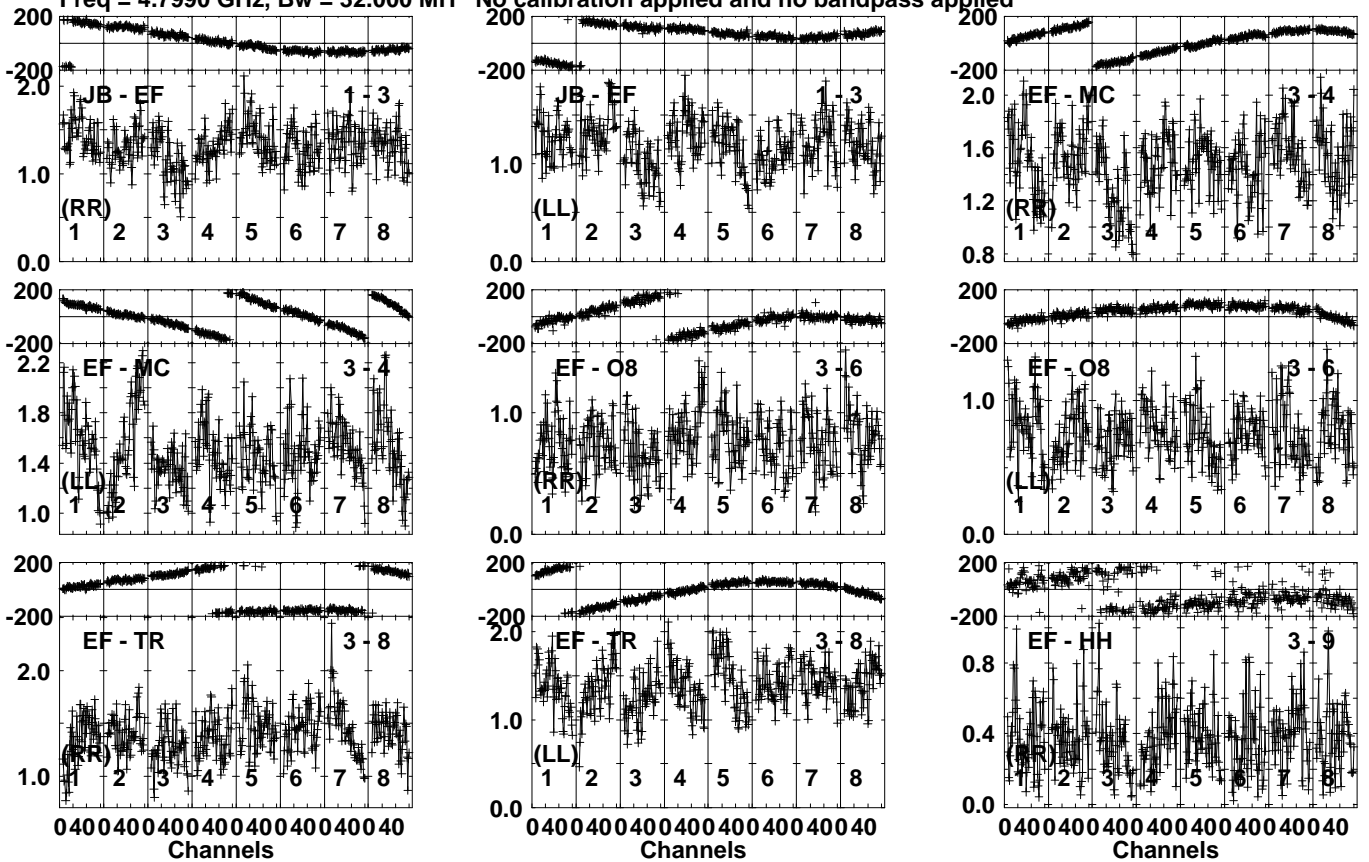 Freq = 4.7990 GHz, Bw = 32.000 MH No calibration applied and no bandpass applied
200
-200
2.0
1.0
0.0
JB - EF 1 - 3
(RR)
1 2 3 4 5 6 7 8
200
-200
1.0
0.0
JB - EF 1 - 3
(LL)
1 2 3 4 5 6 7 8
200
-200
2.0
1.6
1.2
0.8
EF - MC 3 - 4
(RR)
1 2 3 4 5 6 7 8
200
-200
2.2
1.8
1.4
1.0
EF - MC 3 - 4
(LL)
1 2 3 4 5 6 7 8
200
-200
1.0
0.0
EF - O8 3 - 6
(RR)
1 2 3 4 5 6 7 8
200
-200
1.0
0.0
EF - O8 3 - 6
(LL)
1 2 3 4 5 6 7 8
200
-200
2.0
1.0
EF - TR 3 - 8
(RR)
1 2 3 4 5 6 7 8
0 40 0 40 0 40 0 40 0 40 0 40 0 40 0 40
Channels
200
-200
2.0
1.0
0.0
EF - TR 3 - 8
(LL)
1 2 3 4 5 6 7 8
0 40 0 40 0 40 0 40 0 40 0 40 0 40 0 40
Channels
200
-200
0.8
0.4
0.0
EF - HH 3 - 9
(RR)
1 2 3 4 5 6 7 8
0 40 0 40 0 40 0 40 0 40 0 40 0 40 0 40
Channels